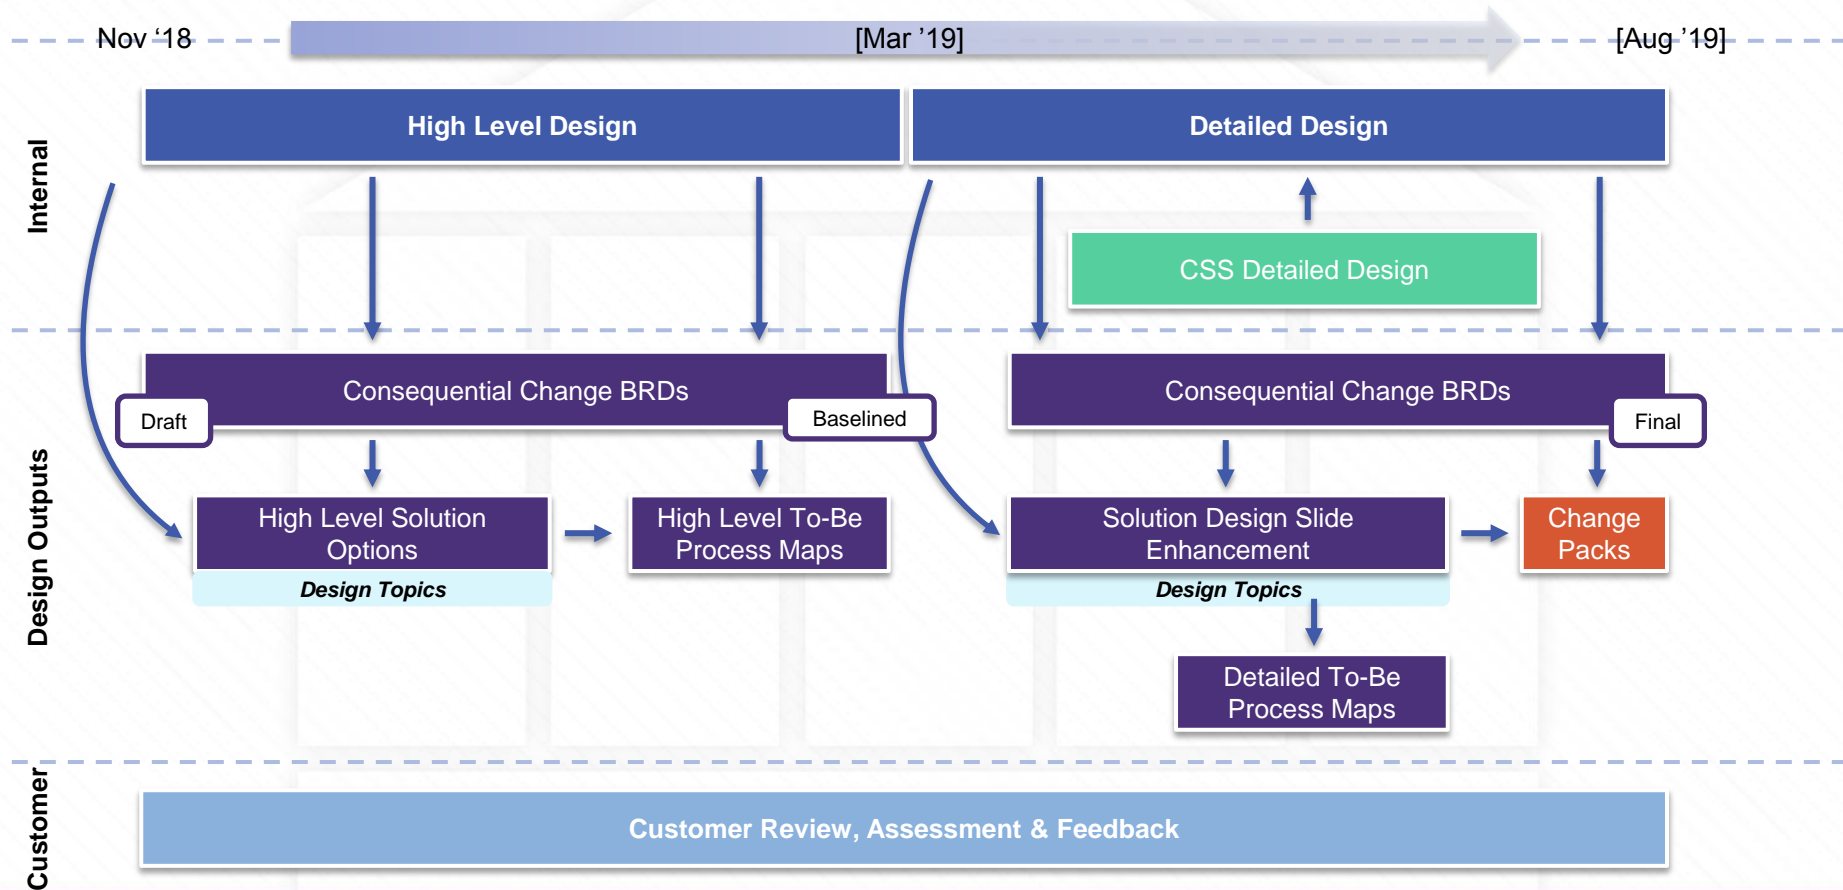 Nov ‘18
[Mar ’19]
[Aug ’19]
Internal
High Level Design
Detailed Design
CSS Detailed Design
Design Outputs
Consequential Change BRDs
Draft
Baselined
Consequential Change BRDs
Final
High Level Solution
Options
Design Topics
High Level To-Be
Process Maps
Solution Design Slide
Enhancement
Design Topics
Change
Packs
Detailed To-Be
Process Maps
Customer
Customer Review, Assessment & Feedback